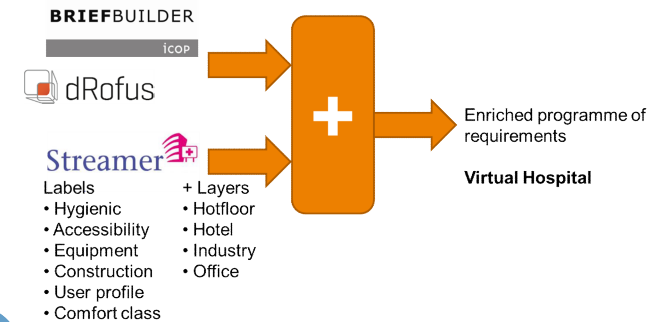 BRIEFBUILDER
icop
dRofus
Streamer
Labels
• Hygienic
• Accessibility
• Equipment
• Construction
• User profile
• Comfort class
+ Layers
• Hotfloor
• Hotel
• Industry
• Office
+
Enriched programme of
requirements
Virtual Hospital